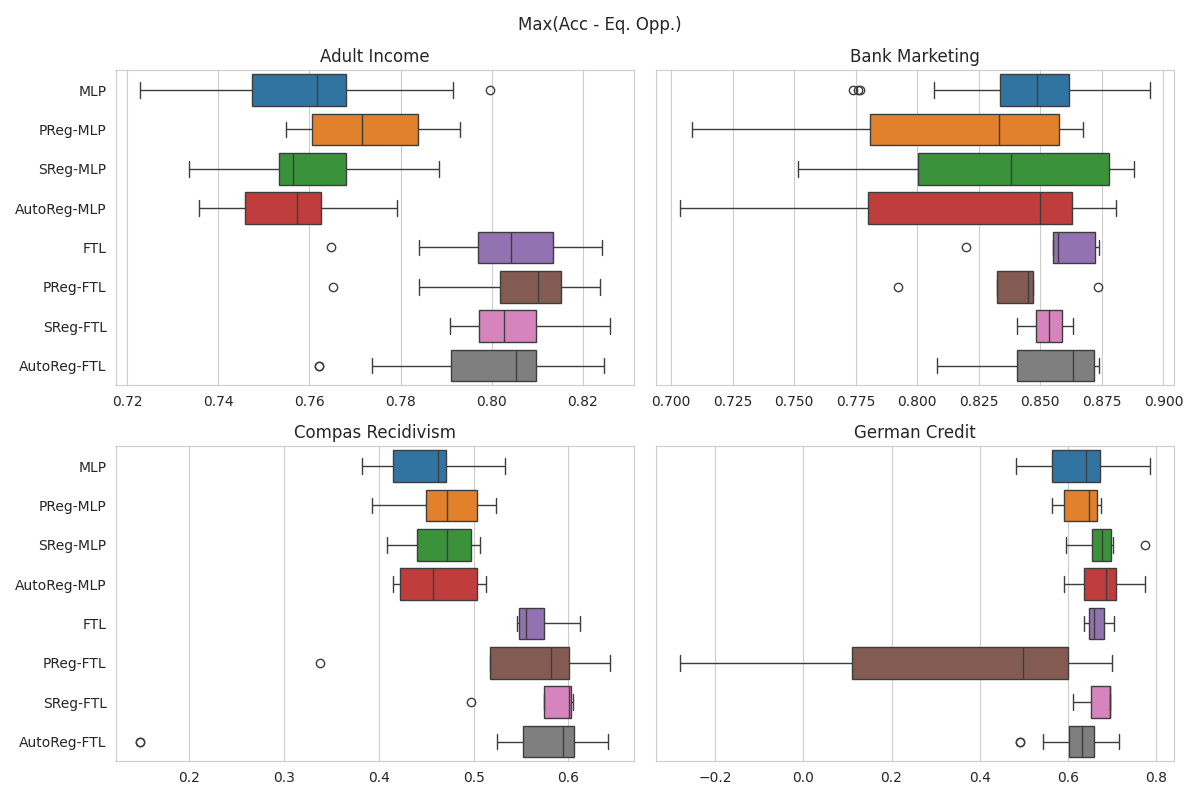 Max(Acc - Eq. Opp.)
Adult Income
MLP
PReg-MLP
SReg-MLP
AutoReg-MLP
FTL
PReg-FTL
SReg-FTL
AutoReg-FTL
0.72 0.74 0.76 0.78 0.80 0.82
Bank Marketing
0.700 0.725 0.750 0.775 0.800 0.825 0.850 0.875 0.900
Compas Recidivism
MLP
PReg-MLP
SReg-MLP
AutoReg-MLP
FTL
PReg-FTL
SReg-FTL
AutoReg-FTL
0.2 0.3 0.4 0.5 0.6
German Credit
−0.2 0.0 0.2 0.4 0.6 0.8